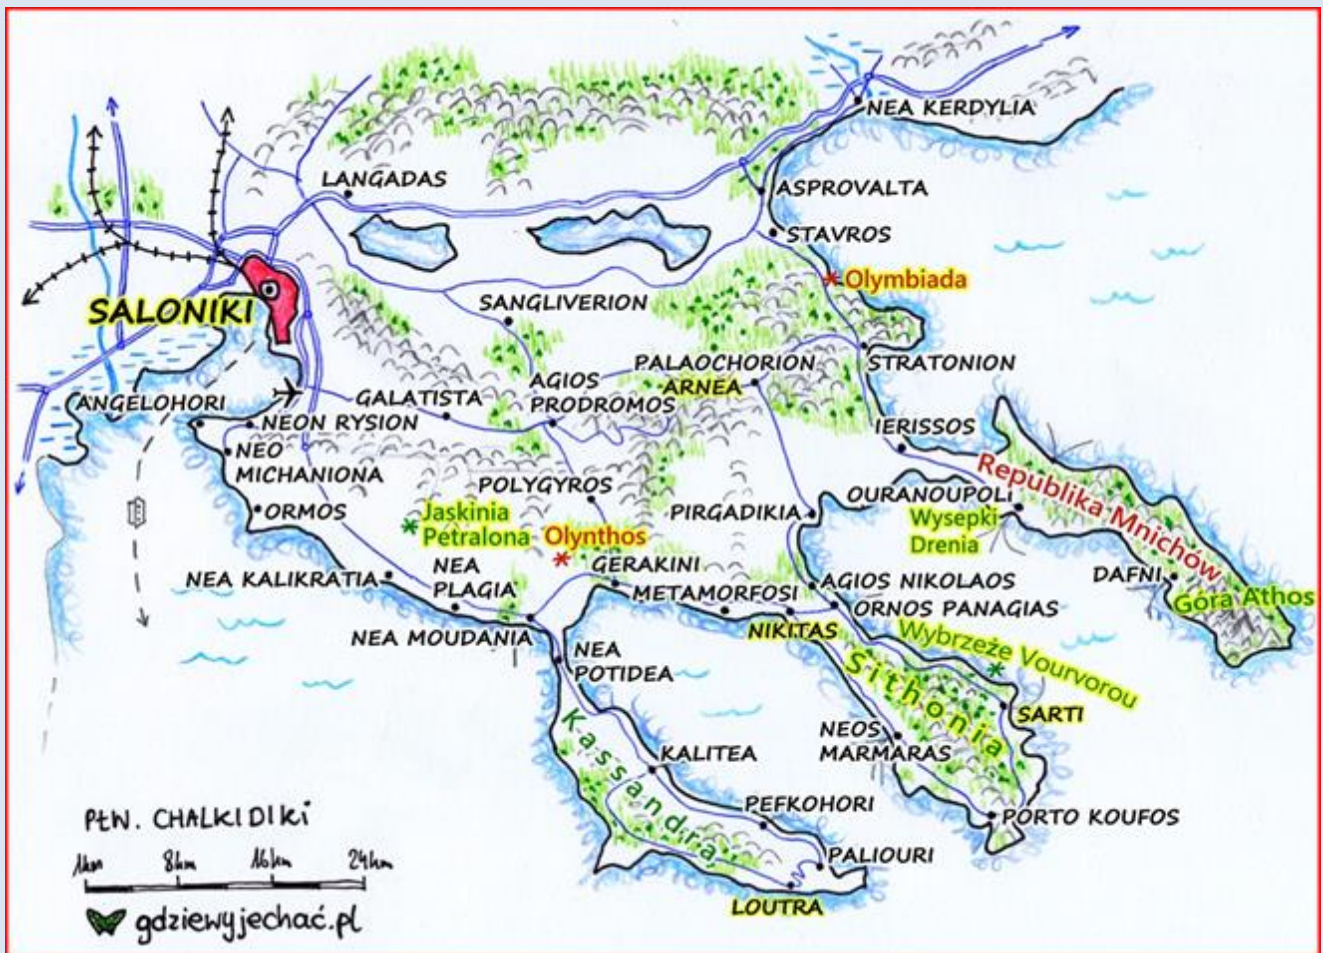 NEA KERDYLIA
LANGADAS
ASPROVALTA
STAVROS
Olymbiada
SALONIKI
SANGLIVERION
PALAOCHORION
ARNEA
STRATONION
AGIOS
PRODROMOS
GALATISTA
ANGELOHORI
NEON RYSION
NEO
MICHANIONA
IERISSOS
Republika Mnichów
POLYGYROS
OURANOUPOLI
PIRGADIKIA
ORMOS
Jaskinia
Petralona
Olynthos
Wysepki
Drenia
GERAKINI
NEA KALIKRATIA
NEA
PLAGIA
METAMORFOSI
AGIOS NIKOLAOS
DAFNI
Góra Athos
ORNOS PANAGIAS
NEA MOUDANIA
NIKITAS
Wybrzeże Vourvorou
NEA
POTIDEA
Sithonia
SARTI
Kassandra
NEOS
MARMARAS
KALITEA
PEFKOHORI
PORTO KOUFOS
PALIOURI
LOUTRA
PŁW. CHALKIDIKI
1km 8km 16km 24km
gdziewyjechać.pl